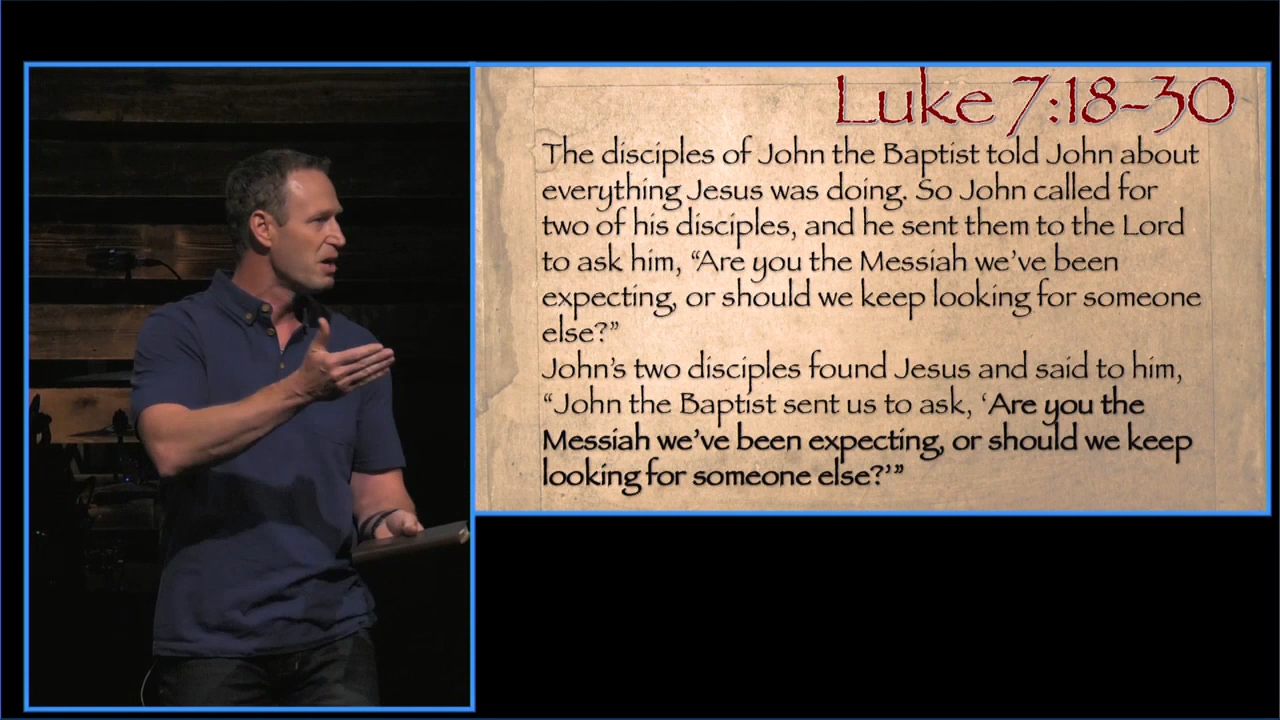 Luke 7:18-30
The disciples of John the Baptist told John about
everything Jesus was doing. So John called for
two of his disciples, and he sent them to the Lord
to ask him, “Are you the Messiah we’ve been
expecting, or should we keep looking for someone
else?”
John’s two disciples found Jesus and said to him,
“John the Baptist sent us to ask, ‘Are you the
Messiah we’ve been expecting, or should we keep
looking for someone else?’”